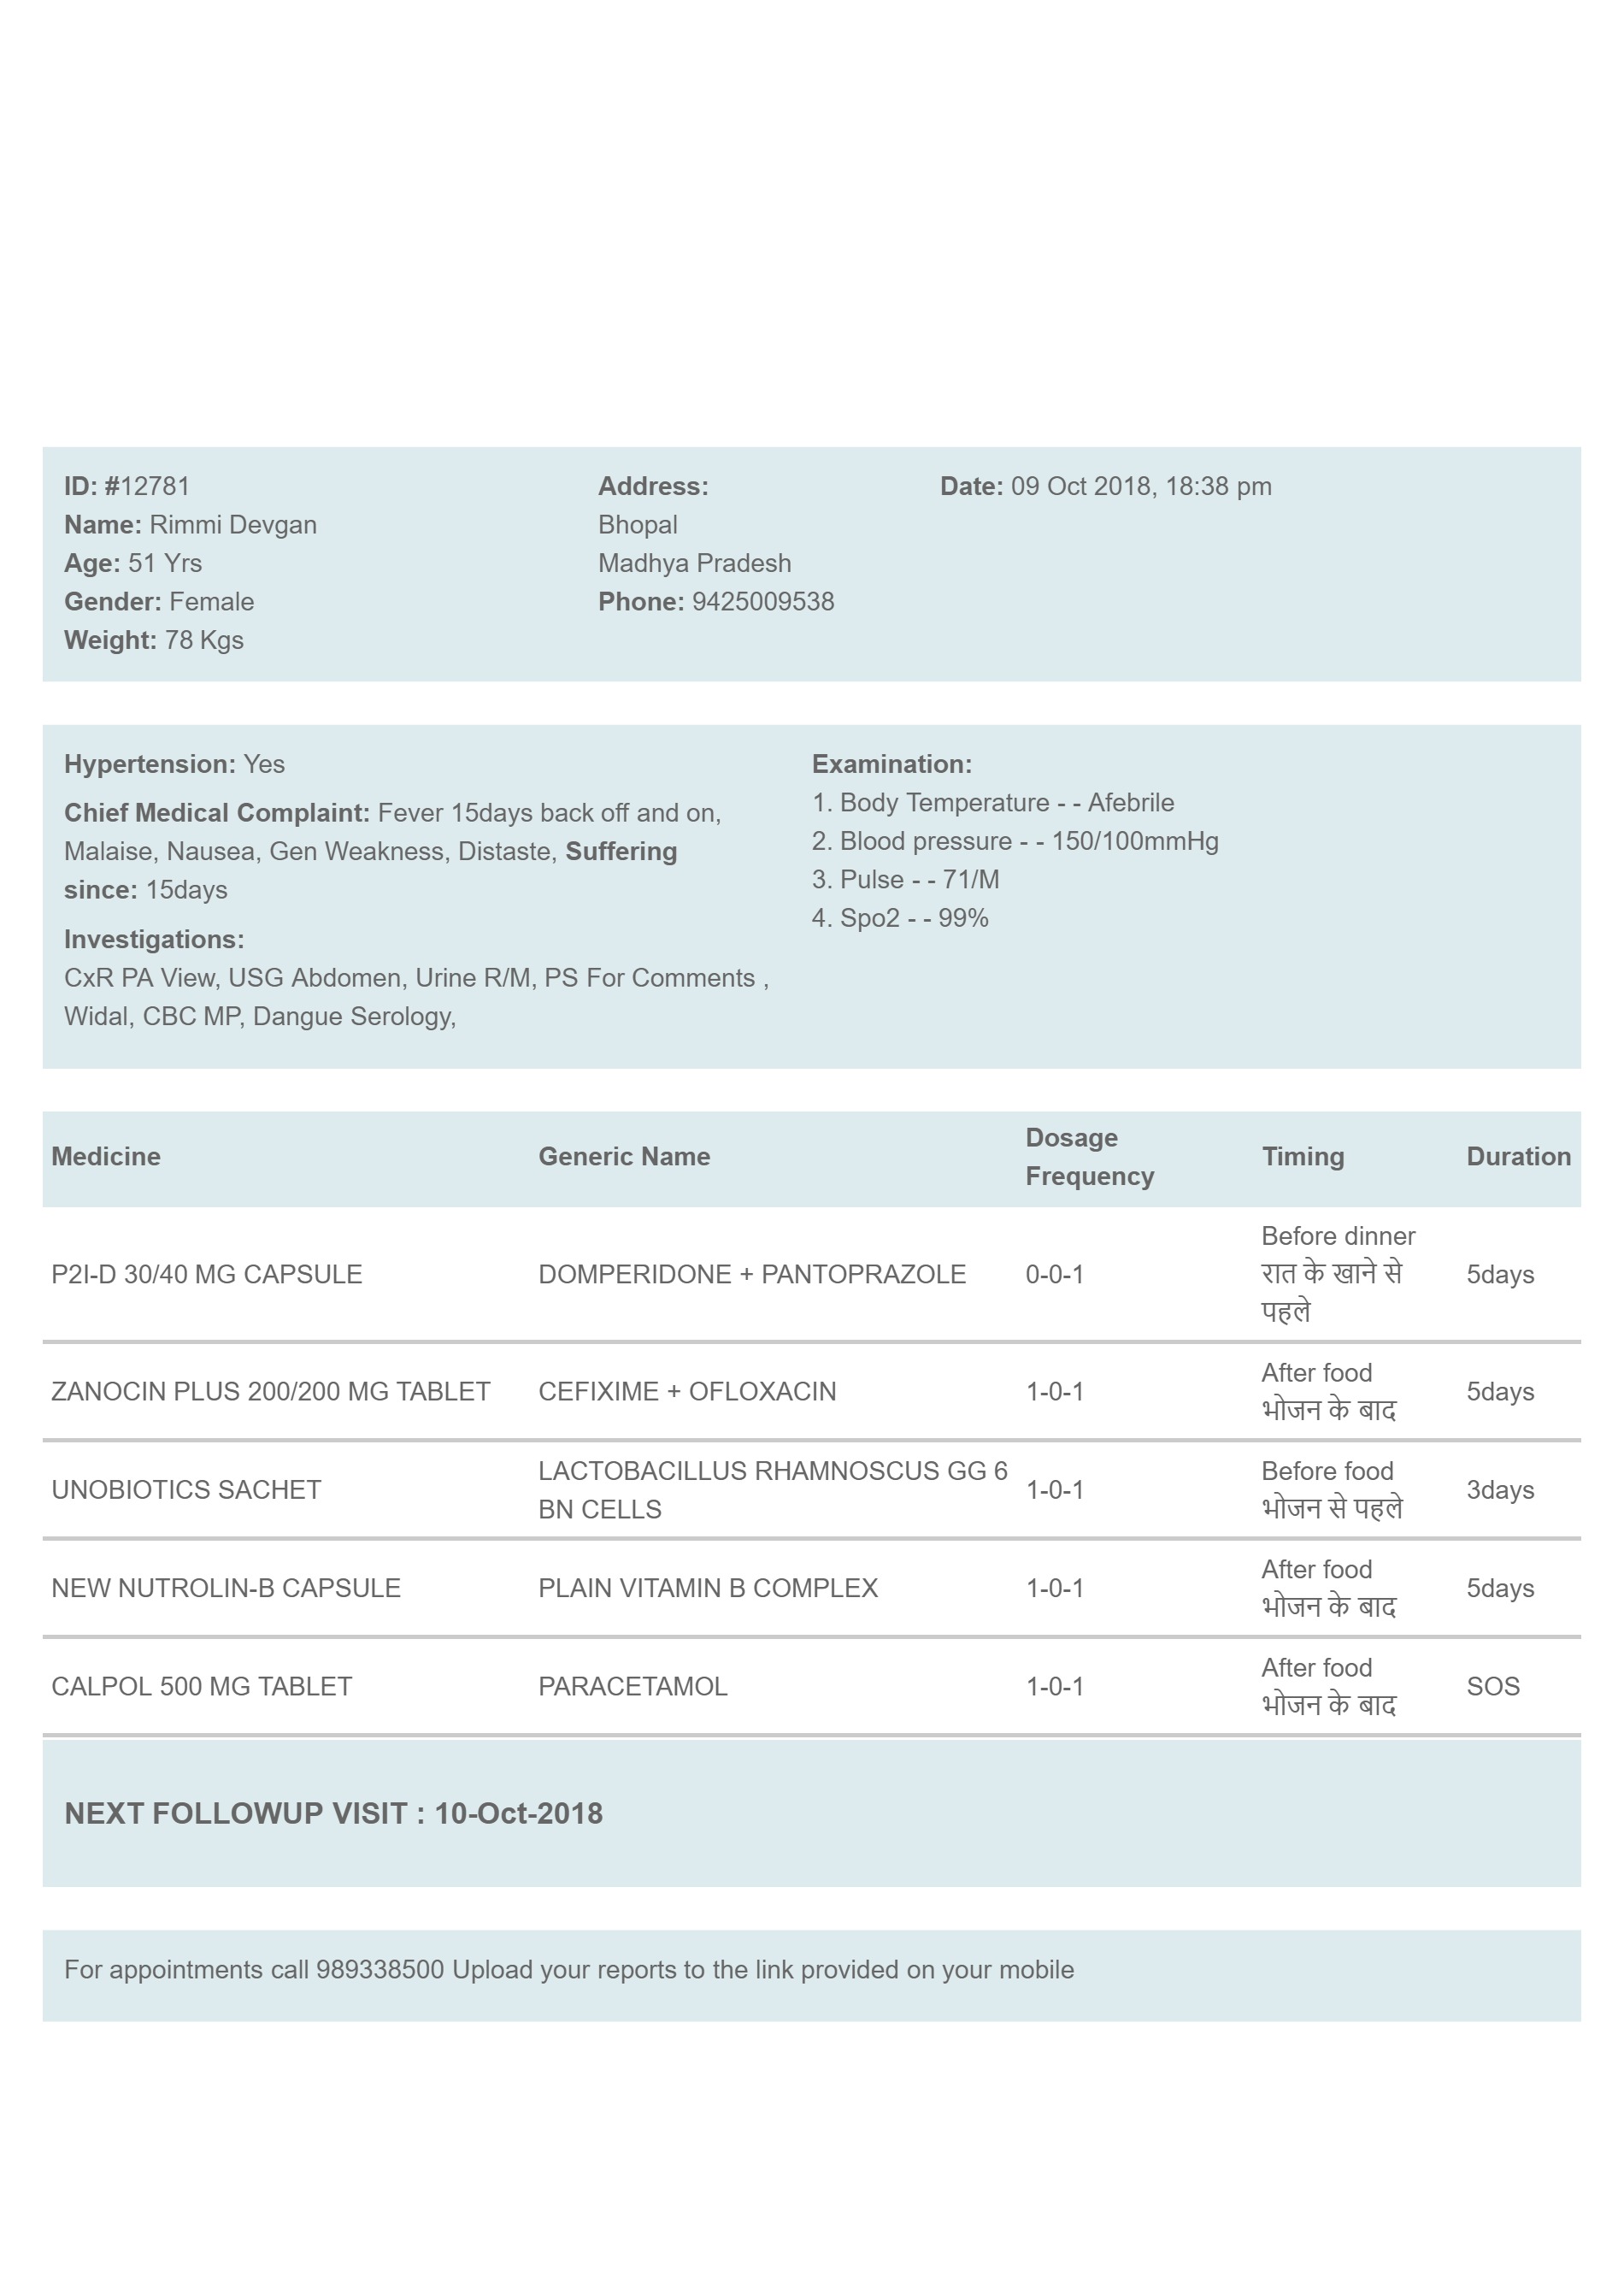 ID: #12781
Name: Rimmi Devgan
Age: 51 Yrs
Gender: Female
Weight: 78 Kgs
Address:
Bhopal
Madhya Pradesh
Phone: 9425009538
Date: 09 Oct 2018, 18:38 pm
Hypertension: Yes
Chief Medical Complaint: Fever 15days back off and on,
Malaise, Nausea, Gen Weakness, Distaste, Suffering
since: 15days
Investigations:
CxR PA View, USG Abdomen, Urine R/M, PS For Comments ,
Widal, CBC MP, Dangue Serology,
Examination:
1. Body Temperature - - Afebrile
2. Blood pressure - - 150/100mmHg
3. Pulse - - 71/M
4. Spo2 - - 99%
Medicine Generic Name Dosage Frequency Timing Duration
P2I-D 30/40 MG CAPSULE DOMPERIDONE + PANTOPRAZOLE 0-0-1 Before dinner 5days
रात के खाने से
पहले
ZANOCIN PLUS 200/200 MG TABLET CEFIXIME + OFLOXACIN 1-0-1 After food 5days
भोजन के बाद
UNOBIOTICS SACHET LACTOBACILLUS RHAMNOSCUS GG 6 1-0-1 Before food 3days
BN CELLS भोजन से पहले
NEW NUTROLIN-B CAPSULE PLAIN VITAMIN B COMPLEX 1-0-1 After food 5days
भोजन के बाद
CALPOL 500 MG TABLET PARACETAMOL 1-0-1 After food SOS
भोजन के बाद
NEXT FOLLOWUP VISIT : 10-Oct-2018
For appointments call 989338500 Upload your reports to the link provided on your mobile